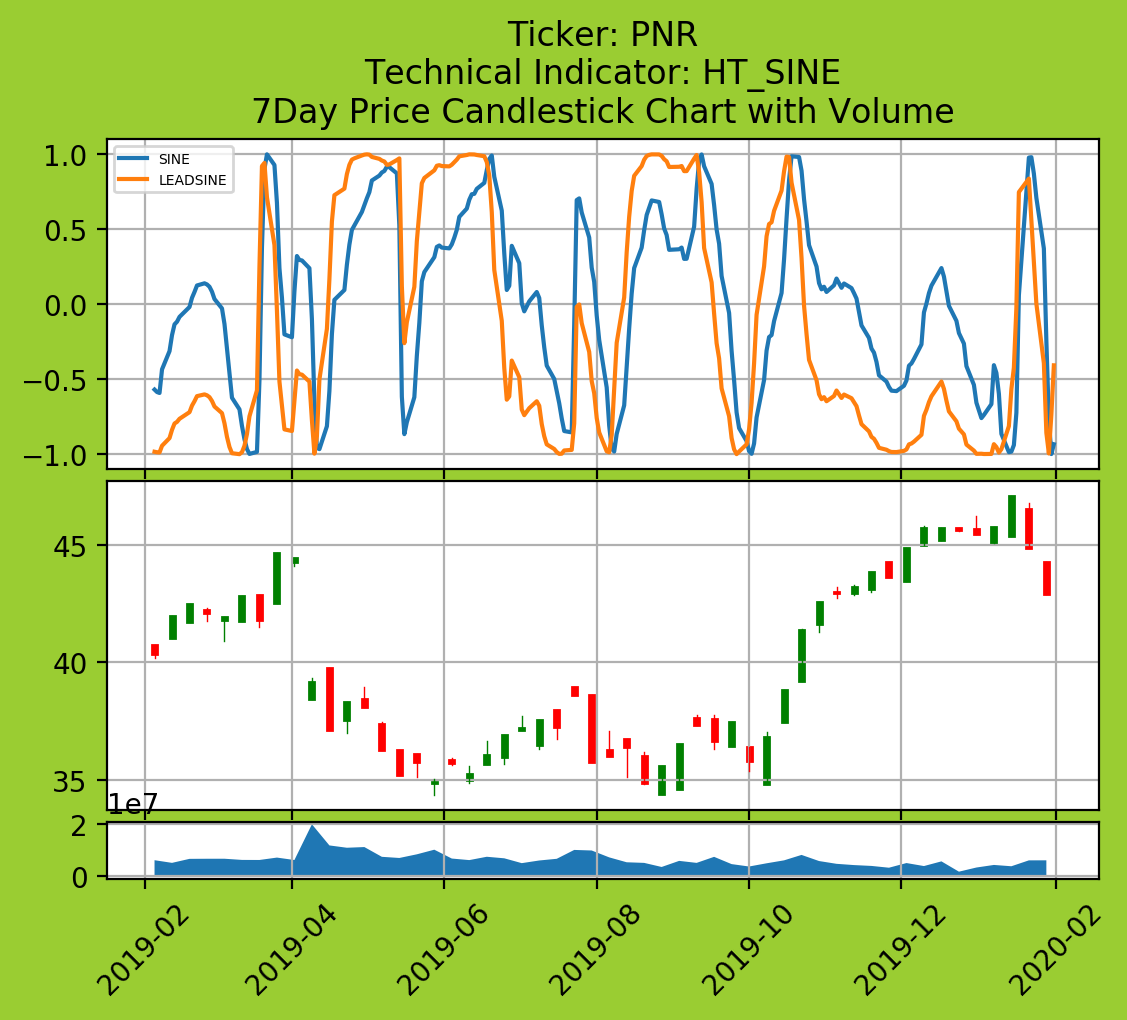 Ticker: PNR
Technical Indicator: HT_SINE
7Day Price Candlestick Chart with Volume
SINE
LEADSINE
1.0
0.5
0.0
−0.5
−1.0
45
40
35
1e7
2
0
2019-02
2019-04
2019-06
2019-08
2019-10
2019-12
2020-02